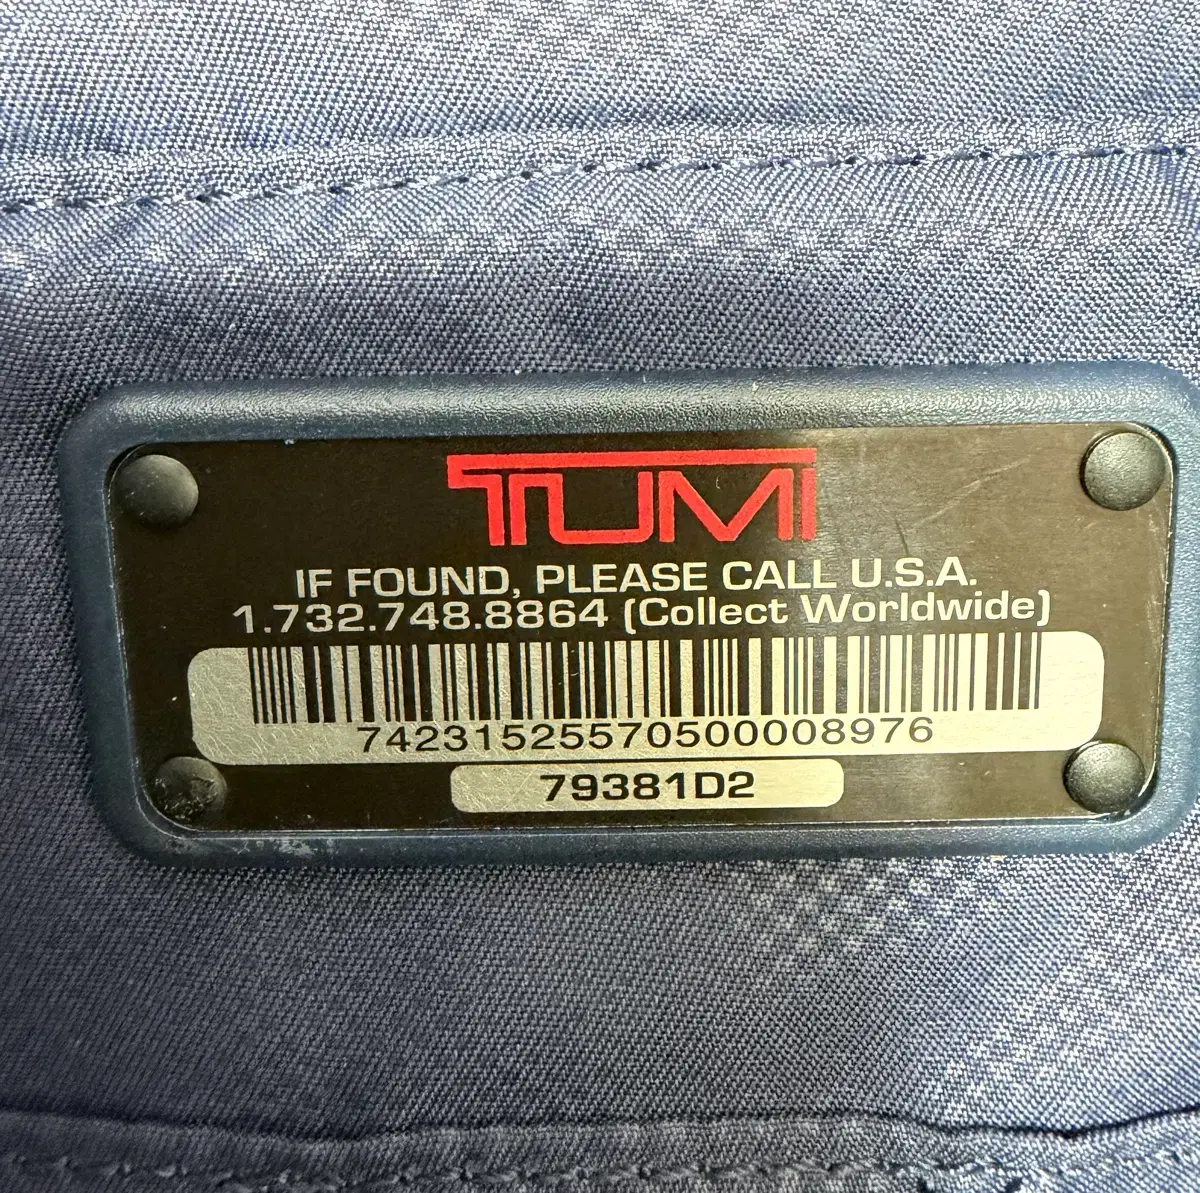 TUMI
IF FOUND, PLEASE CALL U.S.A.
1.732.748.8864 (Collect Worldwide)
74231525570500008976
79381D2